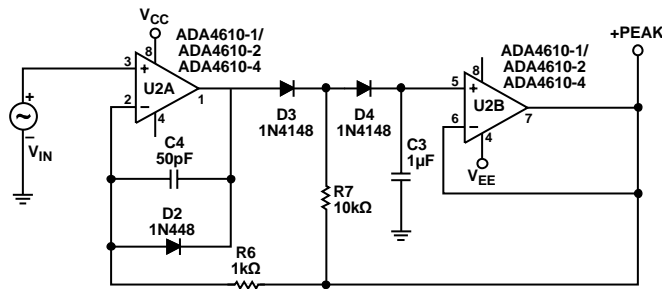 V_CC
ADA4610-1/
ADA4610-2
ADA4610-4
8
3
+
U2A
2
−
1
4
+
−
V_IN
C4
50pF
D2
1N448
R6
1kΩ
D3
1N4148
D4
1N4148
R7
10kΩ
C3
1µF
+PEAK
ADA4610-1/
ADA4610-2
ADA4610-4
8
5
+
U2B
6
−
7
4
V_EE